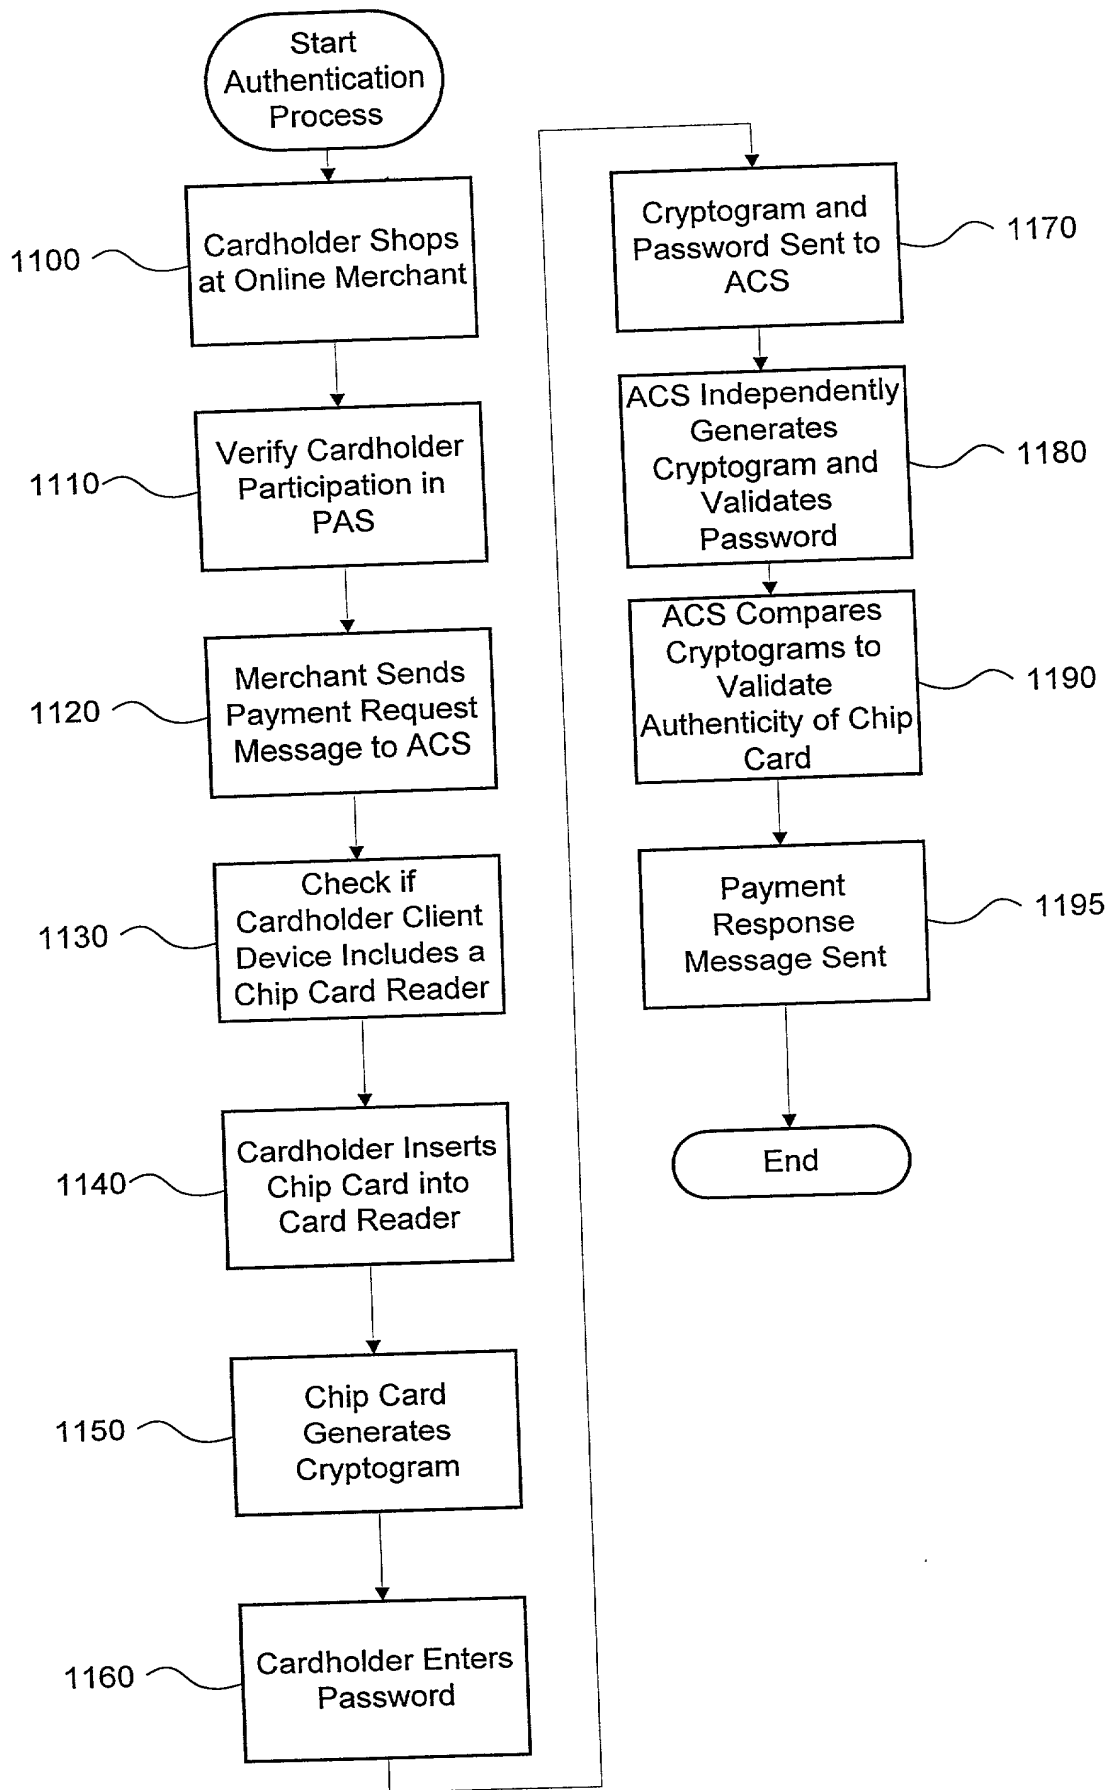 Start
Authentication
Process
1100
Cardholder Shops
at Online Merchant
1110
Verify Cardholder
Participation in
PAS
1120
Merchant Sends
Payment Request
Message to ACS
1130
Check if
Cardholder Client
Device Includes a
Chip Card Reader
1140
Cardholder Inserts
Chip Card into
Card Reader
1150
Chip Card
Generates
Cryptogram
1160
Cardholder Enters
Password
Cryptogram and
Password Sent to
ACS
1170
ACS Independently
Generates
Cryptogram and
Validates
Password
1180
ACS Compares
Cryptograms to
Validate
Authenticity of Chip
Card
1190
Payment
Response
Message Sent
1195
End